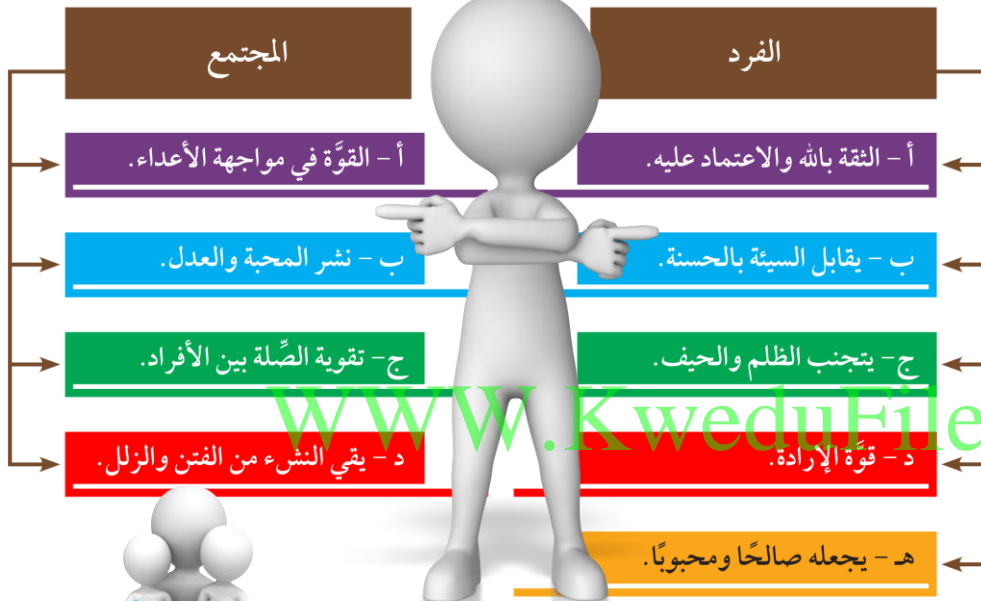 الفرد
أ - الثقة بالله والاعتماد عليه.
ب - يقابل السيئة بالحسنة.
ج- يتجنب الظلم والحيف.
د - قوَّة الإرادة.
هـ - يجعله صالحًا ومحبوبًا.
المجتمع
أ - القوَّة في مواجهة الأعداء.
ب - نشر المحبة والعدل.
ج- تقوية الصِّلة بين الأفراد.
د - يقي النشء من الفتن والزلل.
WWW.KweduFile